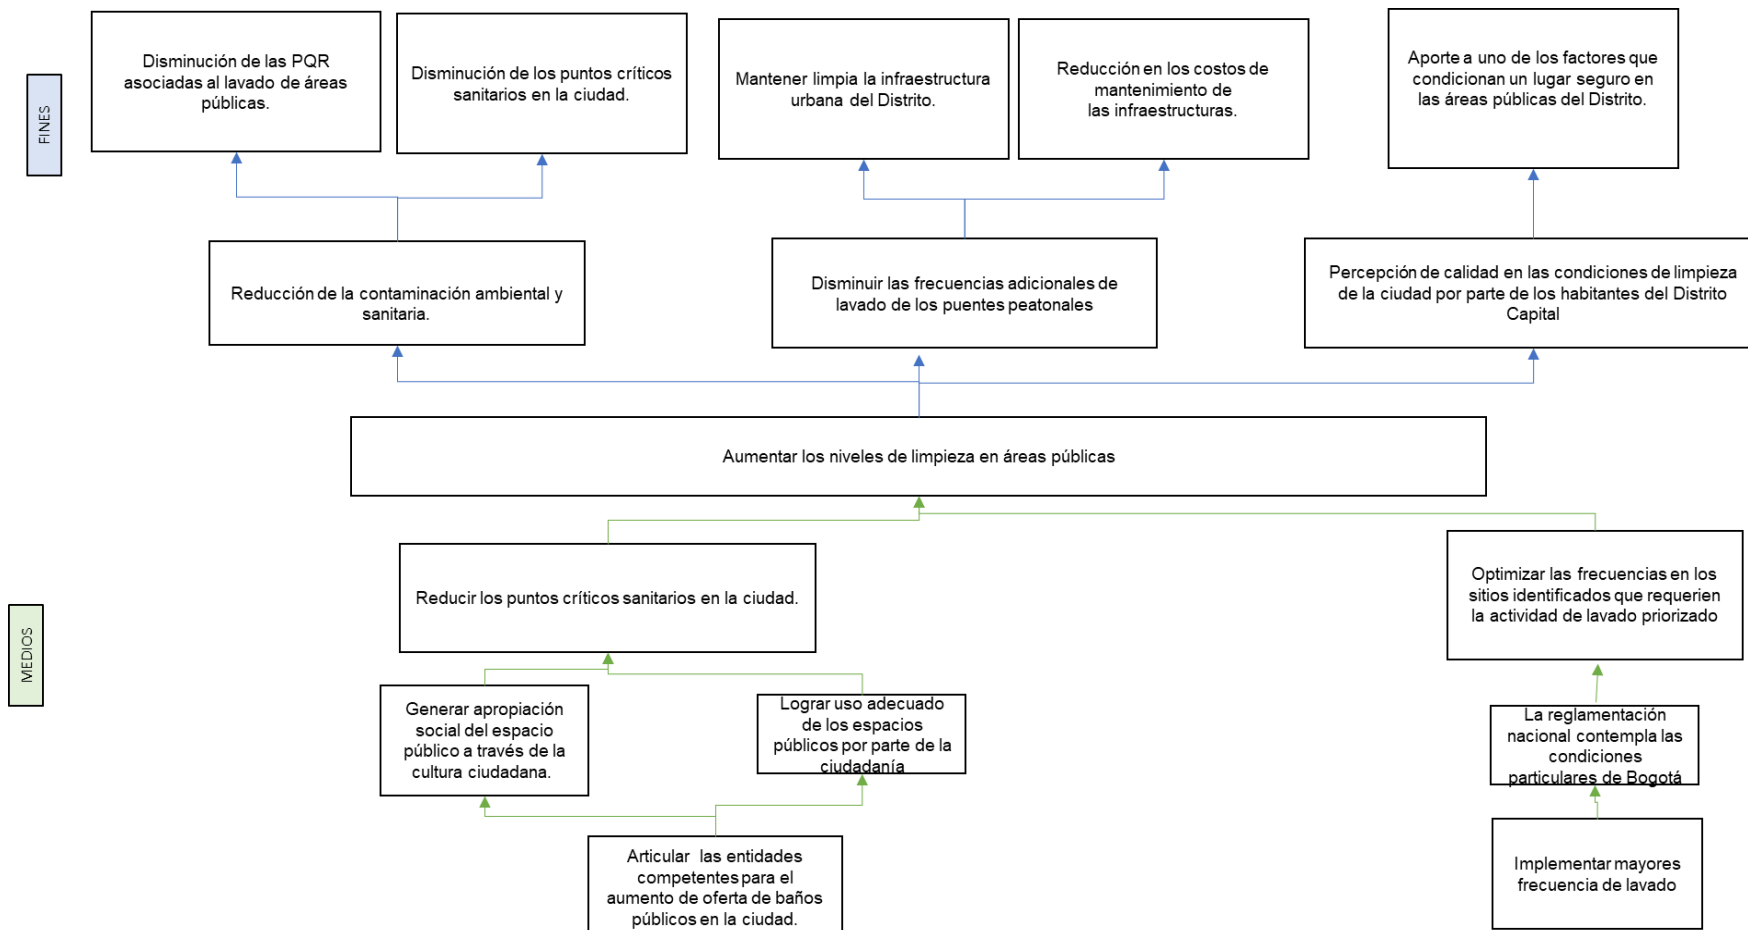 FINES
Disminución de las PQR
asociadas al lavado de áreas
públicas.
Disminución de los puntos críticos
sanitarios en la ciudad.
Mantener limpia la infraestructura
urbana del Distrito.
Reducción en los costos de
mantenimiento de
las infraestructuras.
Aporte a uno de los factores que
condicionan un lugar seguro en
las áreas públicas del Distrito.
Reducción de la contaminación ambiental y
sanitaria.
Disminuir las frecuencias adicionales de
lavado de los puentes peatonales
Percepción de calidad en las condiciones de limpieza
de la ciudad por parte de los habitantes del Distrito
Capital
Aumentar los niveles de limpieza en áreas públicas
MEDIOS
Reducir los puntos críticos sanitarios en la ciudad.
Optimizar las frecuencias en los
sitios identificados que requerien
la actividad de lavado priorizado
Generar apropiación
social del espacio
público a través de la
cultura ciudadana.
Lograr uso adecuado
de los espacios
públicos por parte de la
ciudadanía
La reglamentación
nacional contempla las
condiciones
particulares de Bogotá
Articular las entidades
competentes para el
aumento de oferta de baños
públicos en la ciudad.
Implementar mayores
frecuencia de lavado